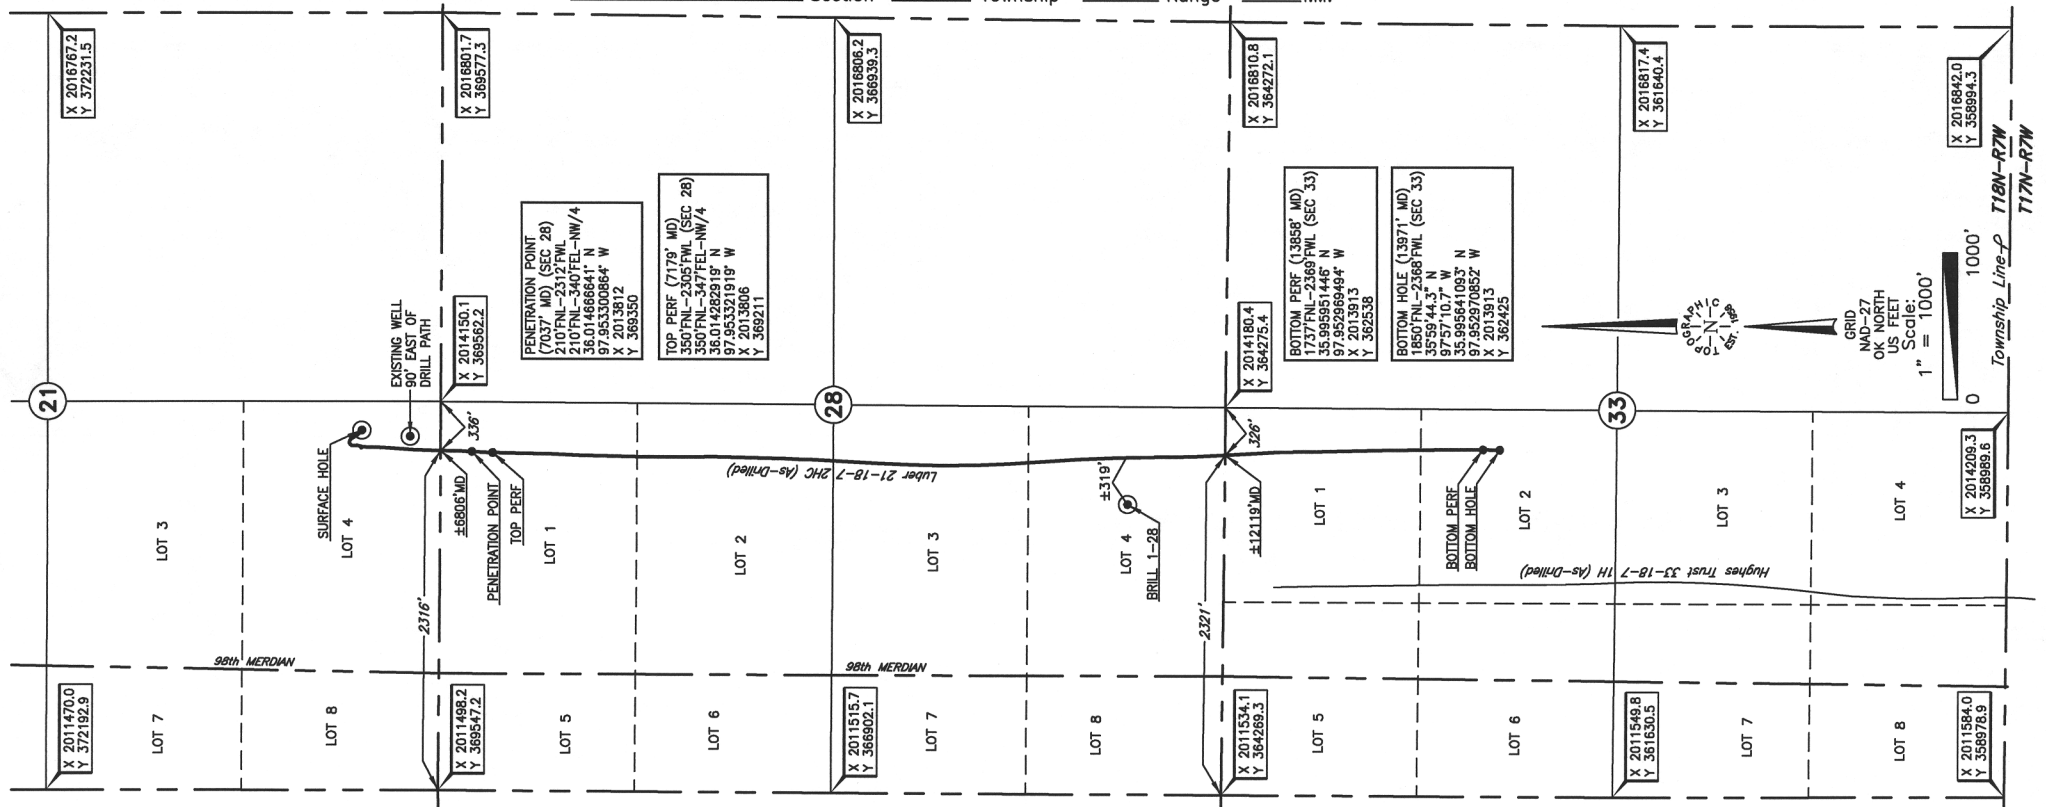 Section Township Range
X 2016767.2
Y 372231.5
X 2016801.7
Y 369577.3
X 2016806.2
Y 366939.3
X 2016810.8
Y 364272.1
X 2016817.4
Y 361640.4
X 2016842.0
Y 358994.3
T18N-R7W
T17N-R7W
Township Line
PENETRATION POINT
(7037' MD) (SEC 28)
210'FNL-2312'FWL
210'FNL-340'FEL-NW/4
36.014666641° N
97.953300864° W
X 2013812
Y 369350
TOP PERF (7179' MD)
350'FNL-2305'FWL (SEC 28)
350'FNL-347'FEL-NW/4
36.014282919° N
97.953321919° W
X 2013806
Y 369211
BOTTOM PERF (13858' MD)
1737'FNL-2369'FWL (SEC 33)
35.995951446° N
97.952969494° W
X 2013913
Y 362538
BOTTOM HOLE (13971' MD)
1850'FNL-2368'FWL (SEC 33)
35°59'44.3" N
97°57'10.7" W
35.995641093° N
97.952970852° W
X 2013913
Y 362425
TOPOGRAPHIC
N
EST. 1958
GRID
NAD-27
OK NORTH
US FEET
Scale:
1" = 1000'
0 1000'
EXISTING WELL
90' EAST OF
DRILL PATH
X 2014150.1
Y 369562.2
X 2014180.4
Y 364275.4
X 2014209.3
Y 358989.6
21
28
33
336'
326'
SURFACE HOLE
±6806'MD
PENETRATION POINT
TOP PERF
Luber 21-18-7 2HC (As-Drilled)
±319'
BRILL 1-28
±12119'MD
BOTTOM PERF
BOTTOM HOLE
Hughes Trust 33-18-7 1H (As-Drilled)
LOT 3
LOT 4
LOT 1
LOT 2
LOT 3
LOT 4
LOT 1
LOT 2
LOT 3
LOT 4
2316'
2321'
98th MERDIAN
98th MERDIAN
LOT 7
LOT 8
LOT 5
LOT 6
LOT 7
LOT 8
LOT 5
LOT 6
LOT 7
LOT 8
X 2011470.0
Y 372192.9
X 2011498.2
Y 369547.2
X 2011515.7
Y 366902.1
X 2011534.1
Y 364269.3
X 2011549.8
Y 361630.5
X 2011584.0
Y 358978.9